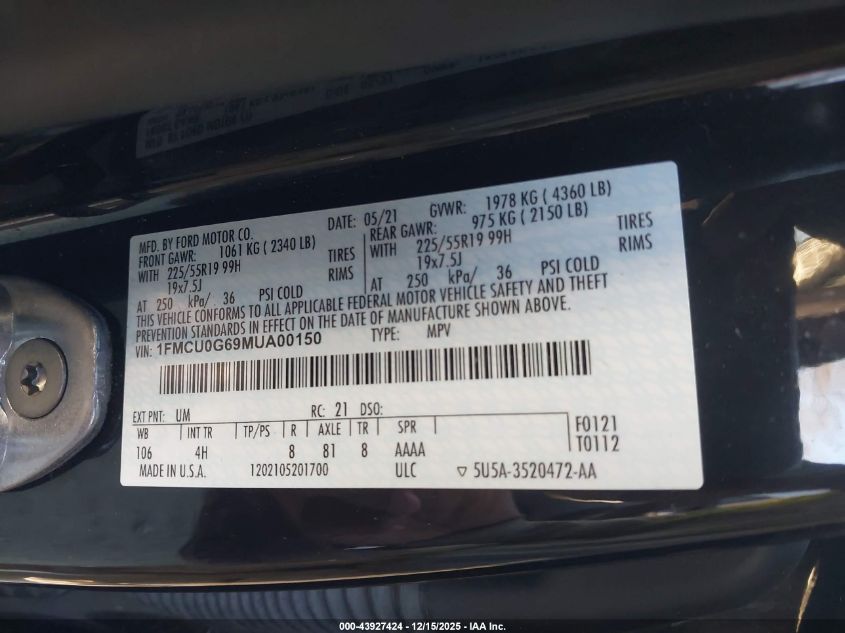 MFD. BY FORD MOTOR CO. DATE: 05/21 GVWR: 1978 KG ( 4360 LB)
FRONT GAWR: 1061 KG ( 2340 LB) REAR GAWR: 975 KG ( 2150 LB)
WITH 225/55R19 99H TIRES WITH 225/55R19 99H TIRES
19x7.5J RIMS 19x7.5J RIMS
AT 250 kPa/ 36 PSI COLD AT 250 kPa/ 36 PSI COLD
THIS VEHICLE CONFORMS TO ALL APPLICABLE FEDERAL MOTOR VEHICLE SAFETY AND THEFT
PREVENTION STANDARDS IN EFFECT ON THE DATE OF MANUFACTURE SHOWN ABOVE.
VIN: 1FMCU0G69MUA00150 TYPE: MPV
EXT PNT: UM RC: 21 DSO:
WB INT TR TP/PS R AXLE TR SPR F0121
T0112
106 4H 8 81 8 AAAA
MADE IN U.S.A. 1202105201700 ULC ▽ 5U5A-3520472-AA
000-43927424 - 12/15/2025 - IAA Inc.